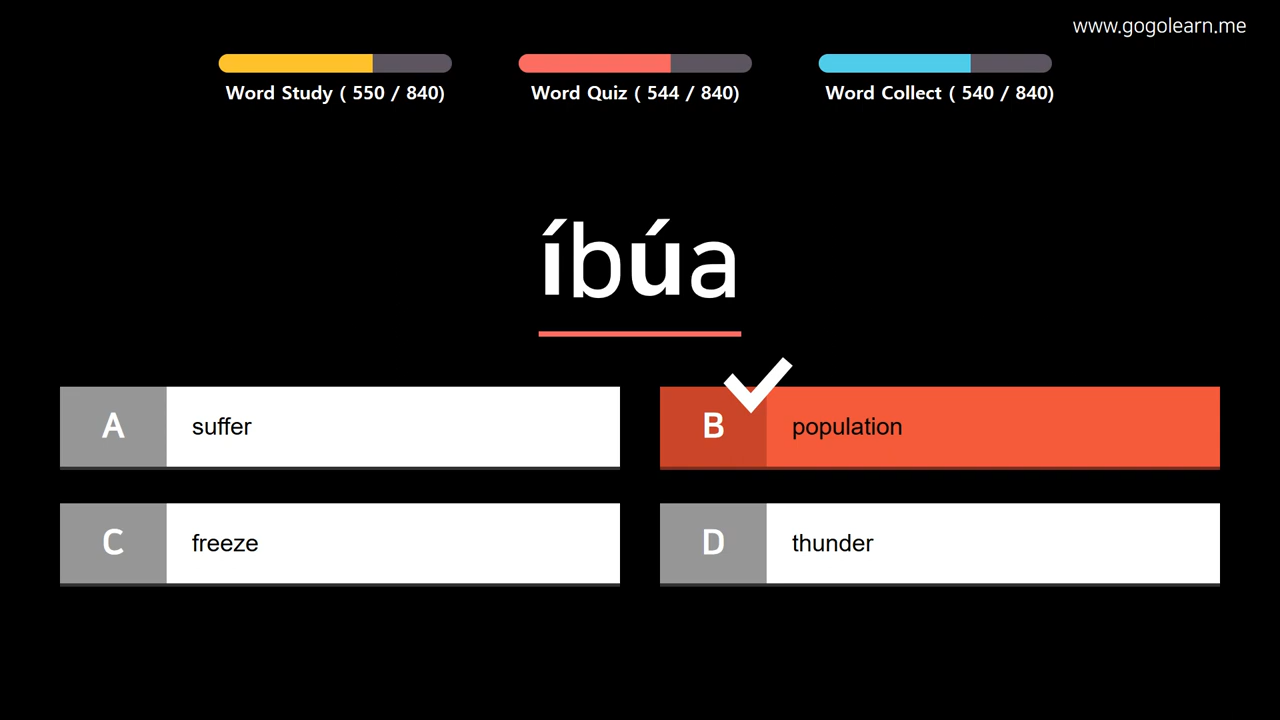 www.gogolearn.me
Word Study ( 550 / 840)
Word Quiz ( 544 / 840)
Word Collect ( 540 / 840)
íbúa
A suffer
B population
C freeze
D thunder